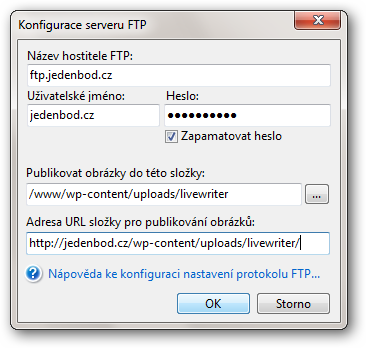 Konfigurace serveru FTP
Název hostitele FTP:
ftp.jedenbod.cz
Uživatelské jméno: Heslo:
jedenbod.cz ●●●●●●●●●●
Zapamatovat heslo
Publikovat obrázky do této složky:
/www/wp-content/uploads/livewriter ...
Adresa URL složky pro publikování obrázků:
http://jedenbod.cz/wp-content/uploads/livewriter/
Nápověda ke konfiguraci nastavení protokolu FTP...
OK Storno